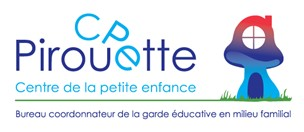 CPe
Pirouette
Centre de la petite enfance
Bureau coordonnateur de la garde éducative en milieu familial